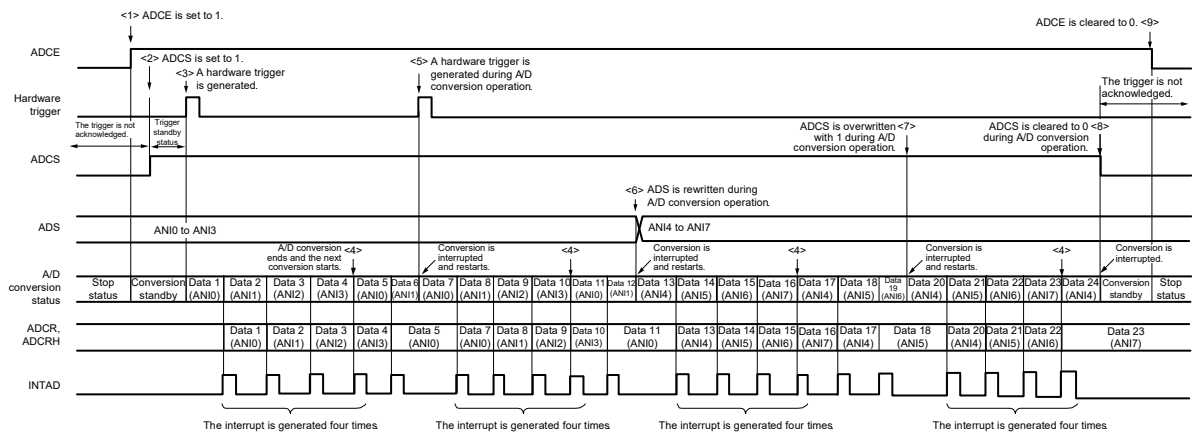 <1> ADCE is set to 1.
ADCE is cleared to 0. <9>
ADCE
<2> ADCS is set to 1.
<3> A hardware trigger
is generated.
<5> A hardware trigger is
generated during A/D
conversion operation.
The trigger is not
acknowledged.
Hardware
trigger
The trigger is not
acknowledged.
Trigger
standby
status
ADCS is overwritten <7>
with 1 during A/D
conversion operation.
ADCS is cleared to 0 <8>
during A/D conversion
operation.
ADCS
<6> ADS is rewritten during
A/D conversion operation.
ADS
ANI0 to ANI3
ANI4 to ANI7
A/D conversion <4>
ends and the next
conversion starts.
Conversion is
interrupted
and restarts.
<4>
Conversion is
interrupted
and restarts.
<4>
Conversion is
interrupted
and restarts.
<4>
Conversion is
interrupted.
A/D
conversion
status
Stop
status
Conversion
standby
Data 1
(ANI0)
Data 2
(ANI1)
Data 3
(ANI2)
Data 4
(ANI3)
Data 5
(ANI0)
Data 6
(ANI1)
Data 7
(ANI0)
Data 8
(ANI1)
Data 9
(ANI2)
Data 10
(ANI3)
Data 11
(ANI0)
Data 12
(ANI1)
Data 13
(ANI4)
Data 14
(ANI5)
Data 15
(ANI6)
Data 16
(ANI7)
Data 17
(ANI4)
Data 18
(ANI5)
Data
19
(ANI6)
Data 20
(ANI4)
Data 21
(ANI5)
Data 22
(ANI6)
Data 23
(ANI7)
Data 24
(ANI4)
Conversion
standby
Stop
status
ADCR,
ADCRH
Data 1
(ANI0)
Data 2
(ANI1)
Data 3
(ANI2)
Data 4
(ANI3)
Data 5
(ANI0)
Data 7
(ANI0)
Data 8
(ANI1)
Data 9
(ANI2)
Data 10
(ANI3)
Data 11
(ANI0)
Data 13
(ANI4)
Data 14
(ANI5)
Data 15
(ANI6)
Data 16
(ANI7)
Data 17
(ANI4)
Data 18
(ANI5)
Data 20
(ANI4)
Data 21
(ANI5)
Data 22
(ANI6)
Data 23
(ANI7)
INTAD
The interrupt is generated four times.
The interrupt is generated four times.
The interrupt is generated four times.
The interrupt is generated four times.